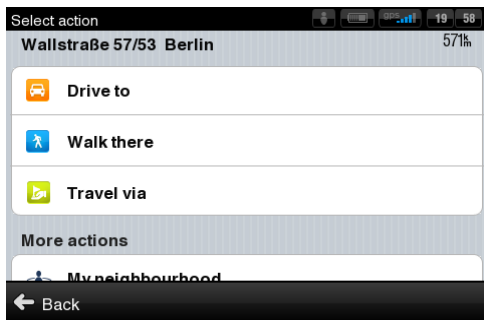 Select action
GPS
19 58
Wallstraße 57/53 Berlin
571km
Drive to
Walk there
Travel via
More actions
My neighbourhood
Back